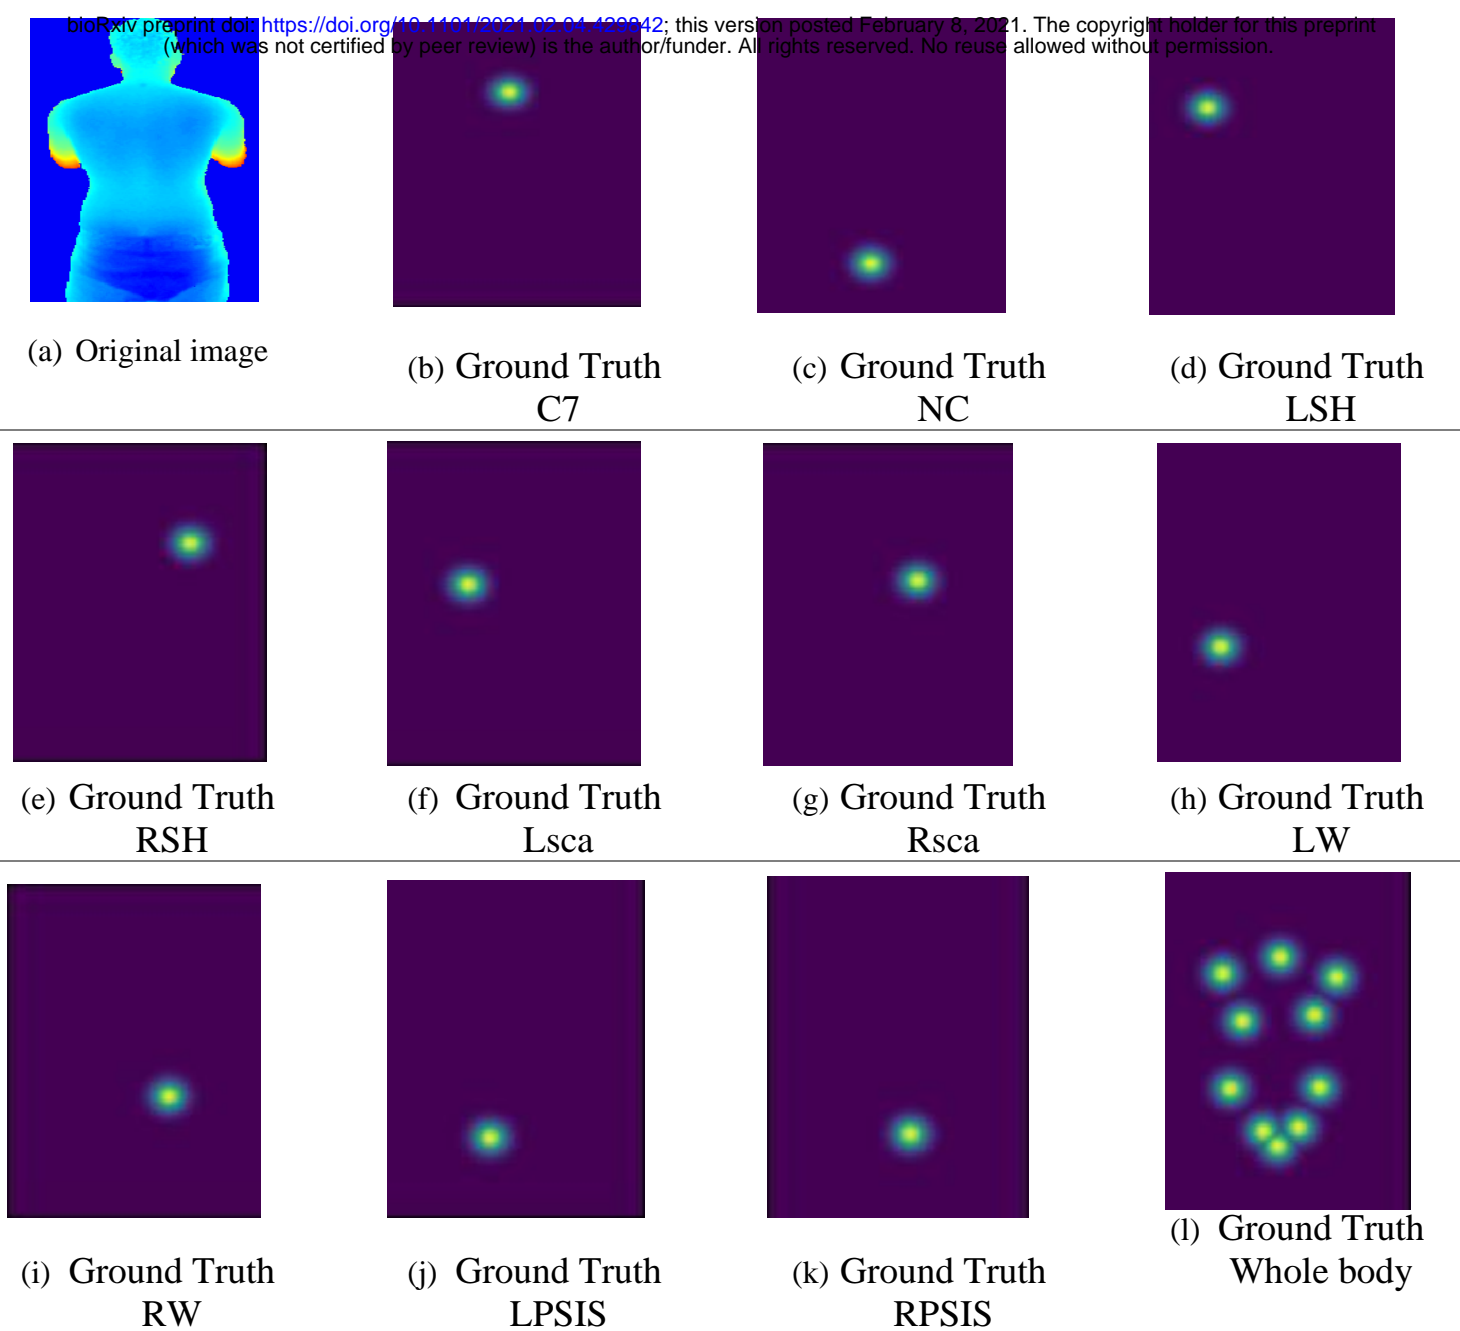 bioRxiv preprint doi: https://doi.org/10.1101/2021.02.04.429842; this version posted February 8, 2021. The copyright holder for this preprint
(which was not certified by peer review) is the author/funder. All rights reserved. No reuse allowed without permission.
(a) Original image
(b) Ground Truth
C7
(c) Ground Truth
NC
(d) Ground Truth
LSH
(e) Ground Truth
RSH
(f) Ground Truth
Lsca
(g) Ground Truth
Rsca
(h) Ground Truth
LW
(i) Ground Truth
RW
(j) Ground Truth
LPSIS
(k) Ground Truth
RPSIS
(l) Ground Truth
Whole body